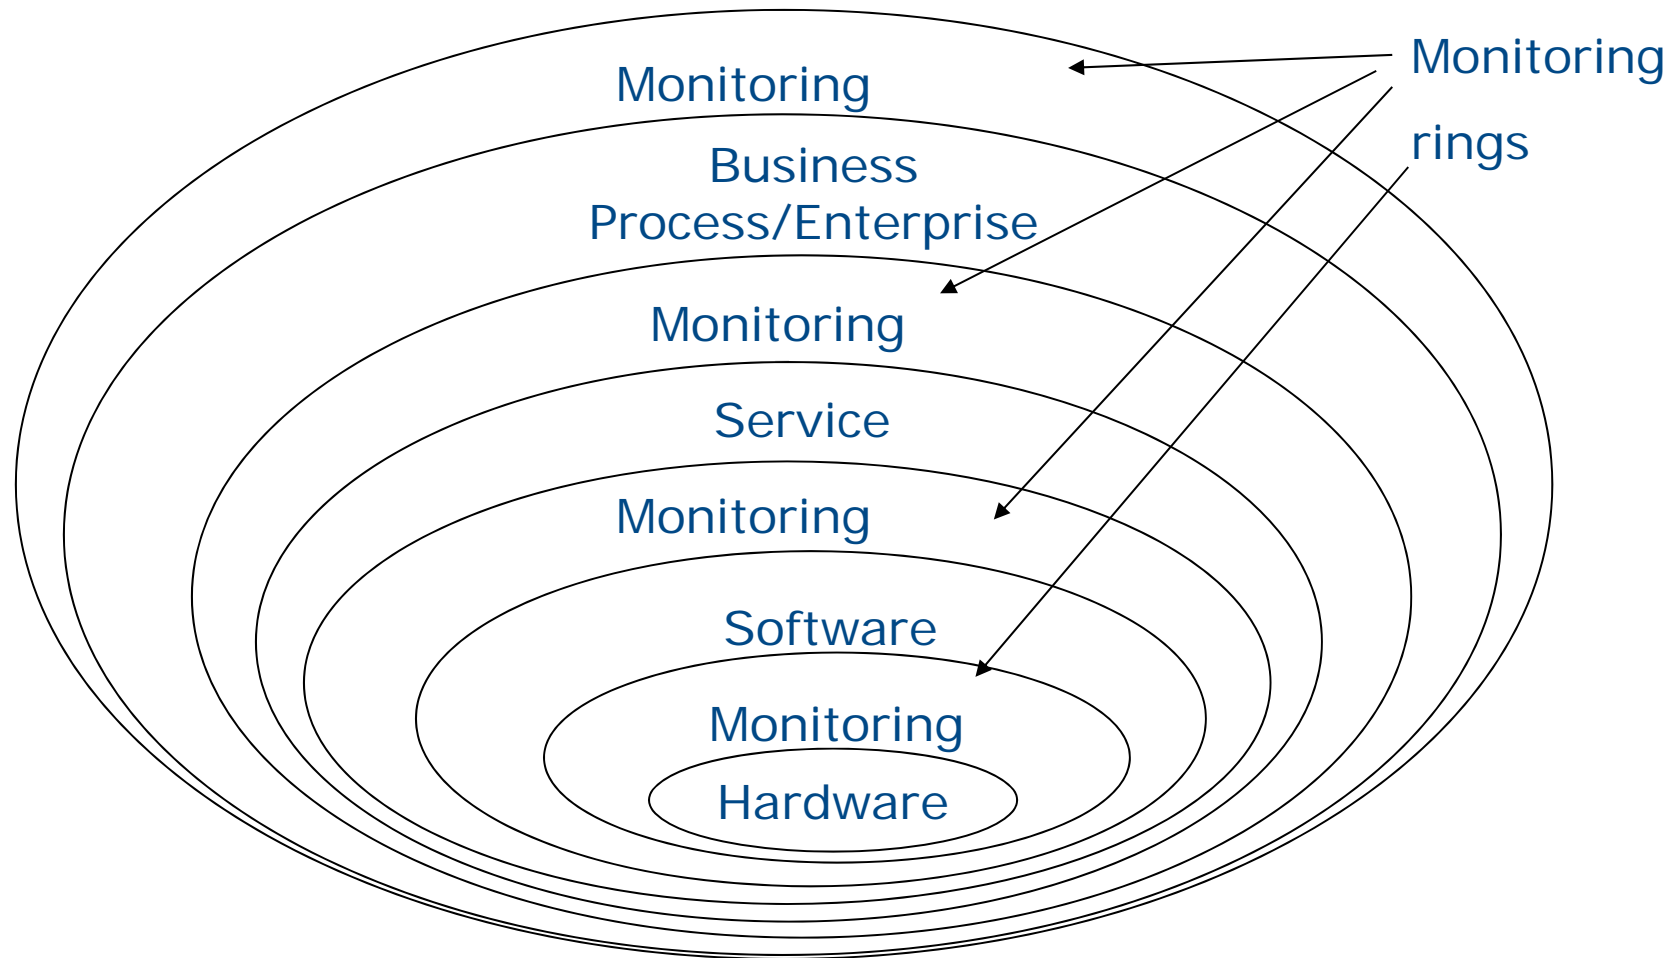 Monitoring
rings
Monitoring
Business
Process/Enterprise
Monitoring
Service
Monitoring
Software
Monitoring
Hardware